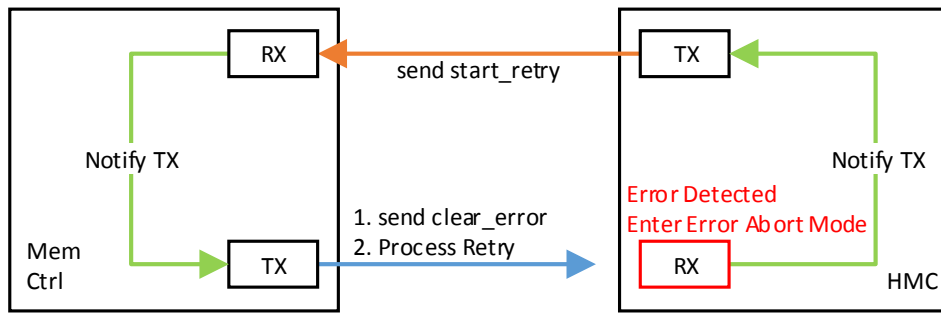 RX
TX
send start_retry
Notify TX
Notify TX
Error Detected
Enter Error Abort Mode
1. send clear_error
2. Process Retry
Mem
Ctrl
TX
RX
HMC